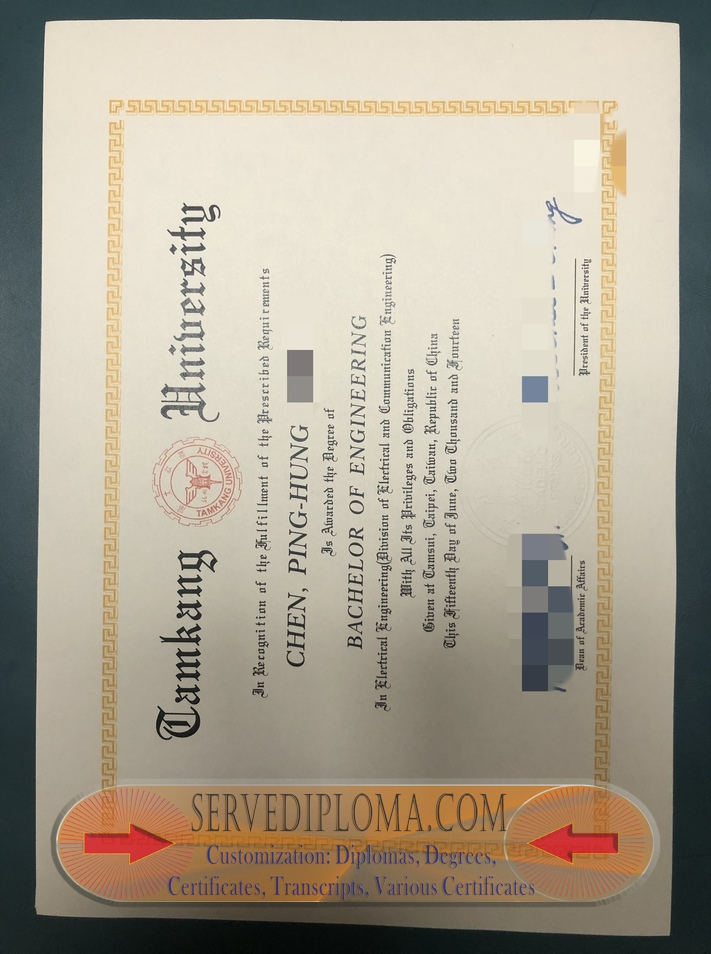 Tamkang University
TAMKANG UNIVERSITY
In Recognition of the Fulfillment of the Prescribed Requirements
CHEN, PING-HUNG
Is Awarded the Degree of
BACHELOR OF ENGINEERING
In Electrical Engineering(Division of Electrical and Communication Engineering)
With All Its Privileges and Obligations
Given at Tamsui, Taipei, Taiwan, Republic of China
This Fifteenth Day of June, Two Thousand and Fourteen
Dean of Academic Affairs
President of the University
SERVEDIPLOMA.COM
Customization: Diplomas, Degrees,
Certificates, Transcripts, Various Certificates